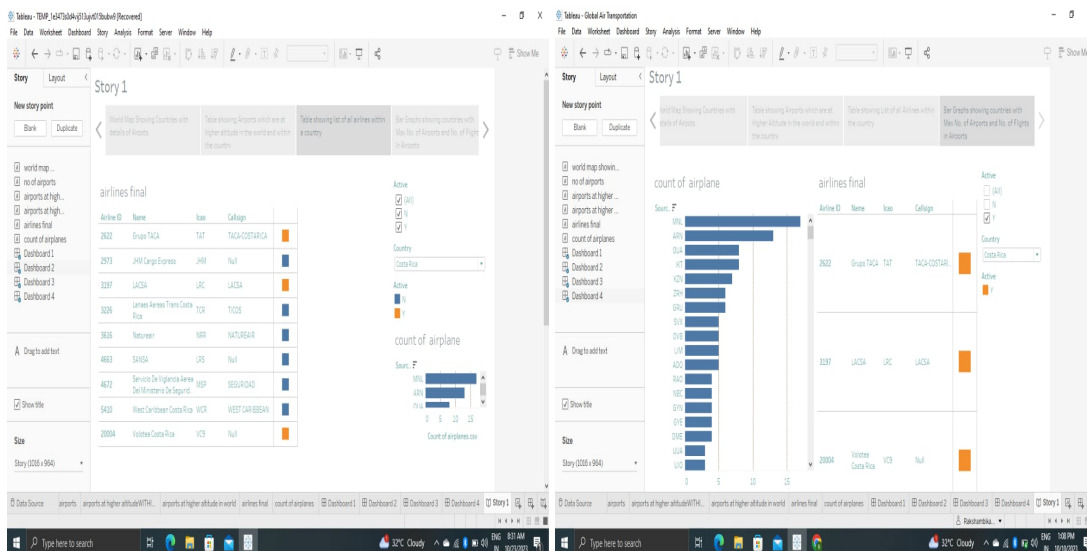 Tableau - TEMP_1e3473s0d4vij513ujvt015bubw9 [Recovered]
File Data Worksheet Dashboard Story Analysis Format Server Window Help
Show Me
Story Layout
New story point
Blank Duplicate
world map ...
no of airports
airports at high...
airports at high...
airlines final
count of airplanes
Dashboard 1
Dashboard 2
Dashboard 3
Dashboard 4
A Drag to add text
Show title
Size
Story (1016 x 964)
Story 1
World Map Showing Countries with details of Airports
Table showing Airports which are at higher altitude in the world and within the country
Table showing list of all airlines within a country
Bar Graphs showing countries with Max No. of Airports and No. of Flights in Airports
airlines final
Airline ID Name Icao Callsign
2622 Grupo TACA TAT TACA-COSTARICA
2973 JHM Cargo Expreso JHM Null
3197 LACSA LRC LACSA
3226 Lanaes Aereas Trans Costa Rica TCR TICOS
3626 Natureair NRR NATUREAIR
4663 SANSA LRS Null
4672 Servicio De Vigilancia Aerea Del Ministerio De Segurid.. MSP SEGURIDAD
5410 West Caribbean Costa Rica WCR WEST CARIBBEAN
20004 Volotea Costa Rica VC9 Null
Active
(All)
N
Y
Country
Costa Rica
Active
N
Y
count of airplane
Sourc..
MNL
ARN
OUA
0 5 10 15
Count of airplanes.csv
Data Source airports airports at higher altitudeWITHI... airports at higher altitude in world airlines final count of airplanes Dashboard 1 Dashboard 2 Dashboard 3 Dashboard 4 Story 1
Type here to search
32°C Cloudy
ENG 8:31 AM
IN 10/23/2023
Tableau - Global Air Transportation
File Data Worksheet Dashboard Story Analysis Format Server Window Help
Show Me
Story Layout
New story point
Blank Duplicate
world map showin...
no of airports
airports at higher ...
airports at higher ...
airlines final
count of airplanes
Dashboard 1
Dashboard 2
Dashboard 3
Dashboard 4
A Drag to add text
Show title
Size
Story (1016 x 964)
Story 1
World Map Showing Countries with details of Airports
Table showing Airports which are at Higher Altitude in the world and within the country
Table showing List of all Airlines within the country
Bar Graphs showing countries with Max No. of Airports and No. of Flights in Airports
count of airplane
Sourc..
MNL
ARN
OUA
HIT
KZN
ZRH
GRU
SVX
OVB
LIM
ADQ
RAO
NBC
GYN
GYE
DME
UUA
UIO
0 5 10 15
airlines final
Airline ID Name Icao Callsign
2622 Grupo TACA TAT TACA-COSTARI..
3197 LACSA LRC LACSA
20004 Volotea Costa Rica VC9 Null
Active
(All)
N
Y
Country
Costa Rica
Active
Y
Data Source airports airports at higher altitudeWITHI... airports at higher altitude in world airlines final count of airplanes Dashboard 1 Dashboard 2 Dashboard 3 Dashboard 4 Story 1
Rakshambika...
Type here to search
32°C Cloudy
ENG 1:08 PM
IN 10/10/2023